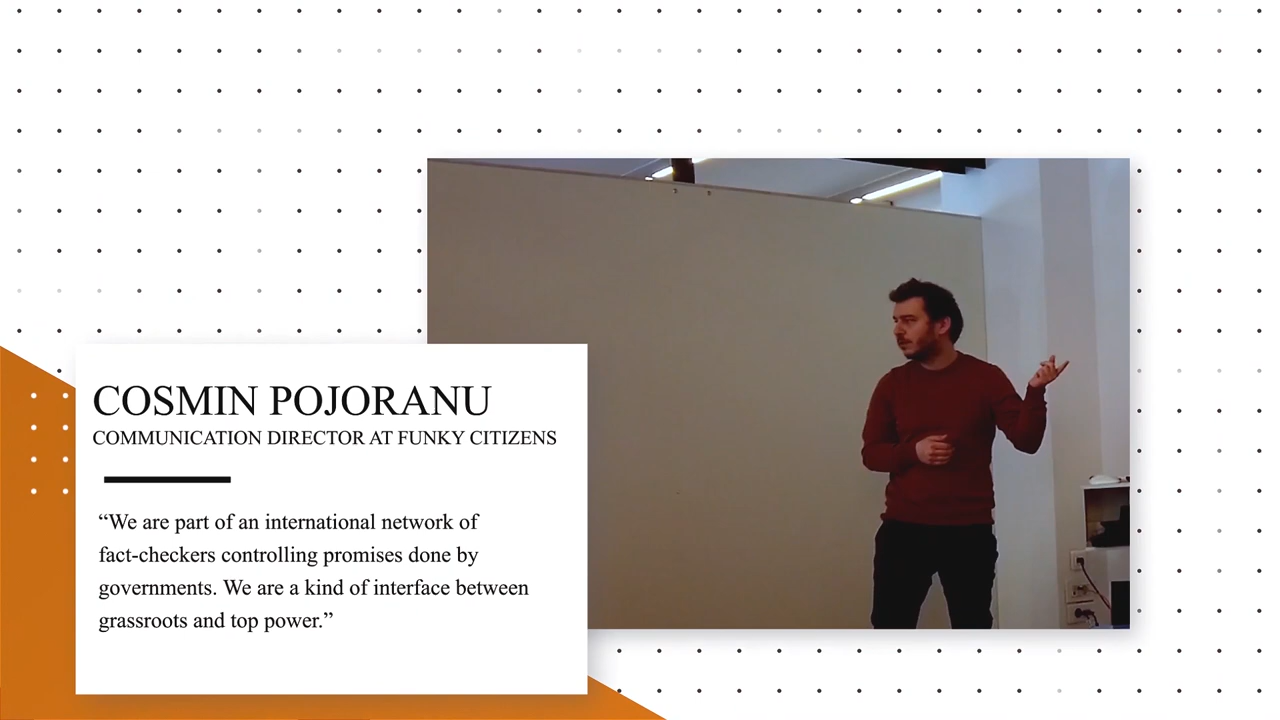 COSMIN POJORANU
COMMUNICATION DIRECTOR AT FUNKY CITIZENS
“We are part of an international network of
fact-checkers controlling promises done by
governments. We are a kind of interface between
grassroots and top power.”